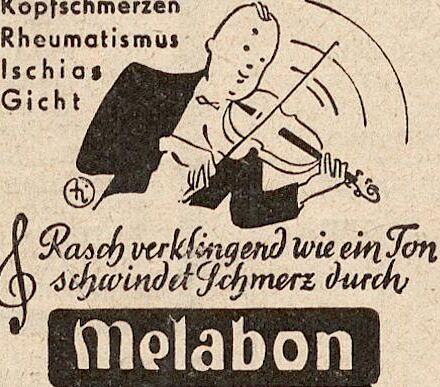 Kopfschmerzen
Rheumatismus
Ischias
Gicht
Rasch verklingend wie ein Ton
schwindet Schmerz durch
Melabon